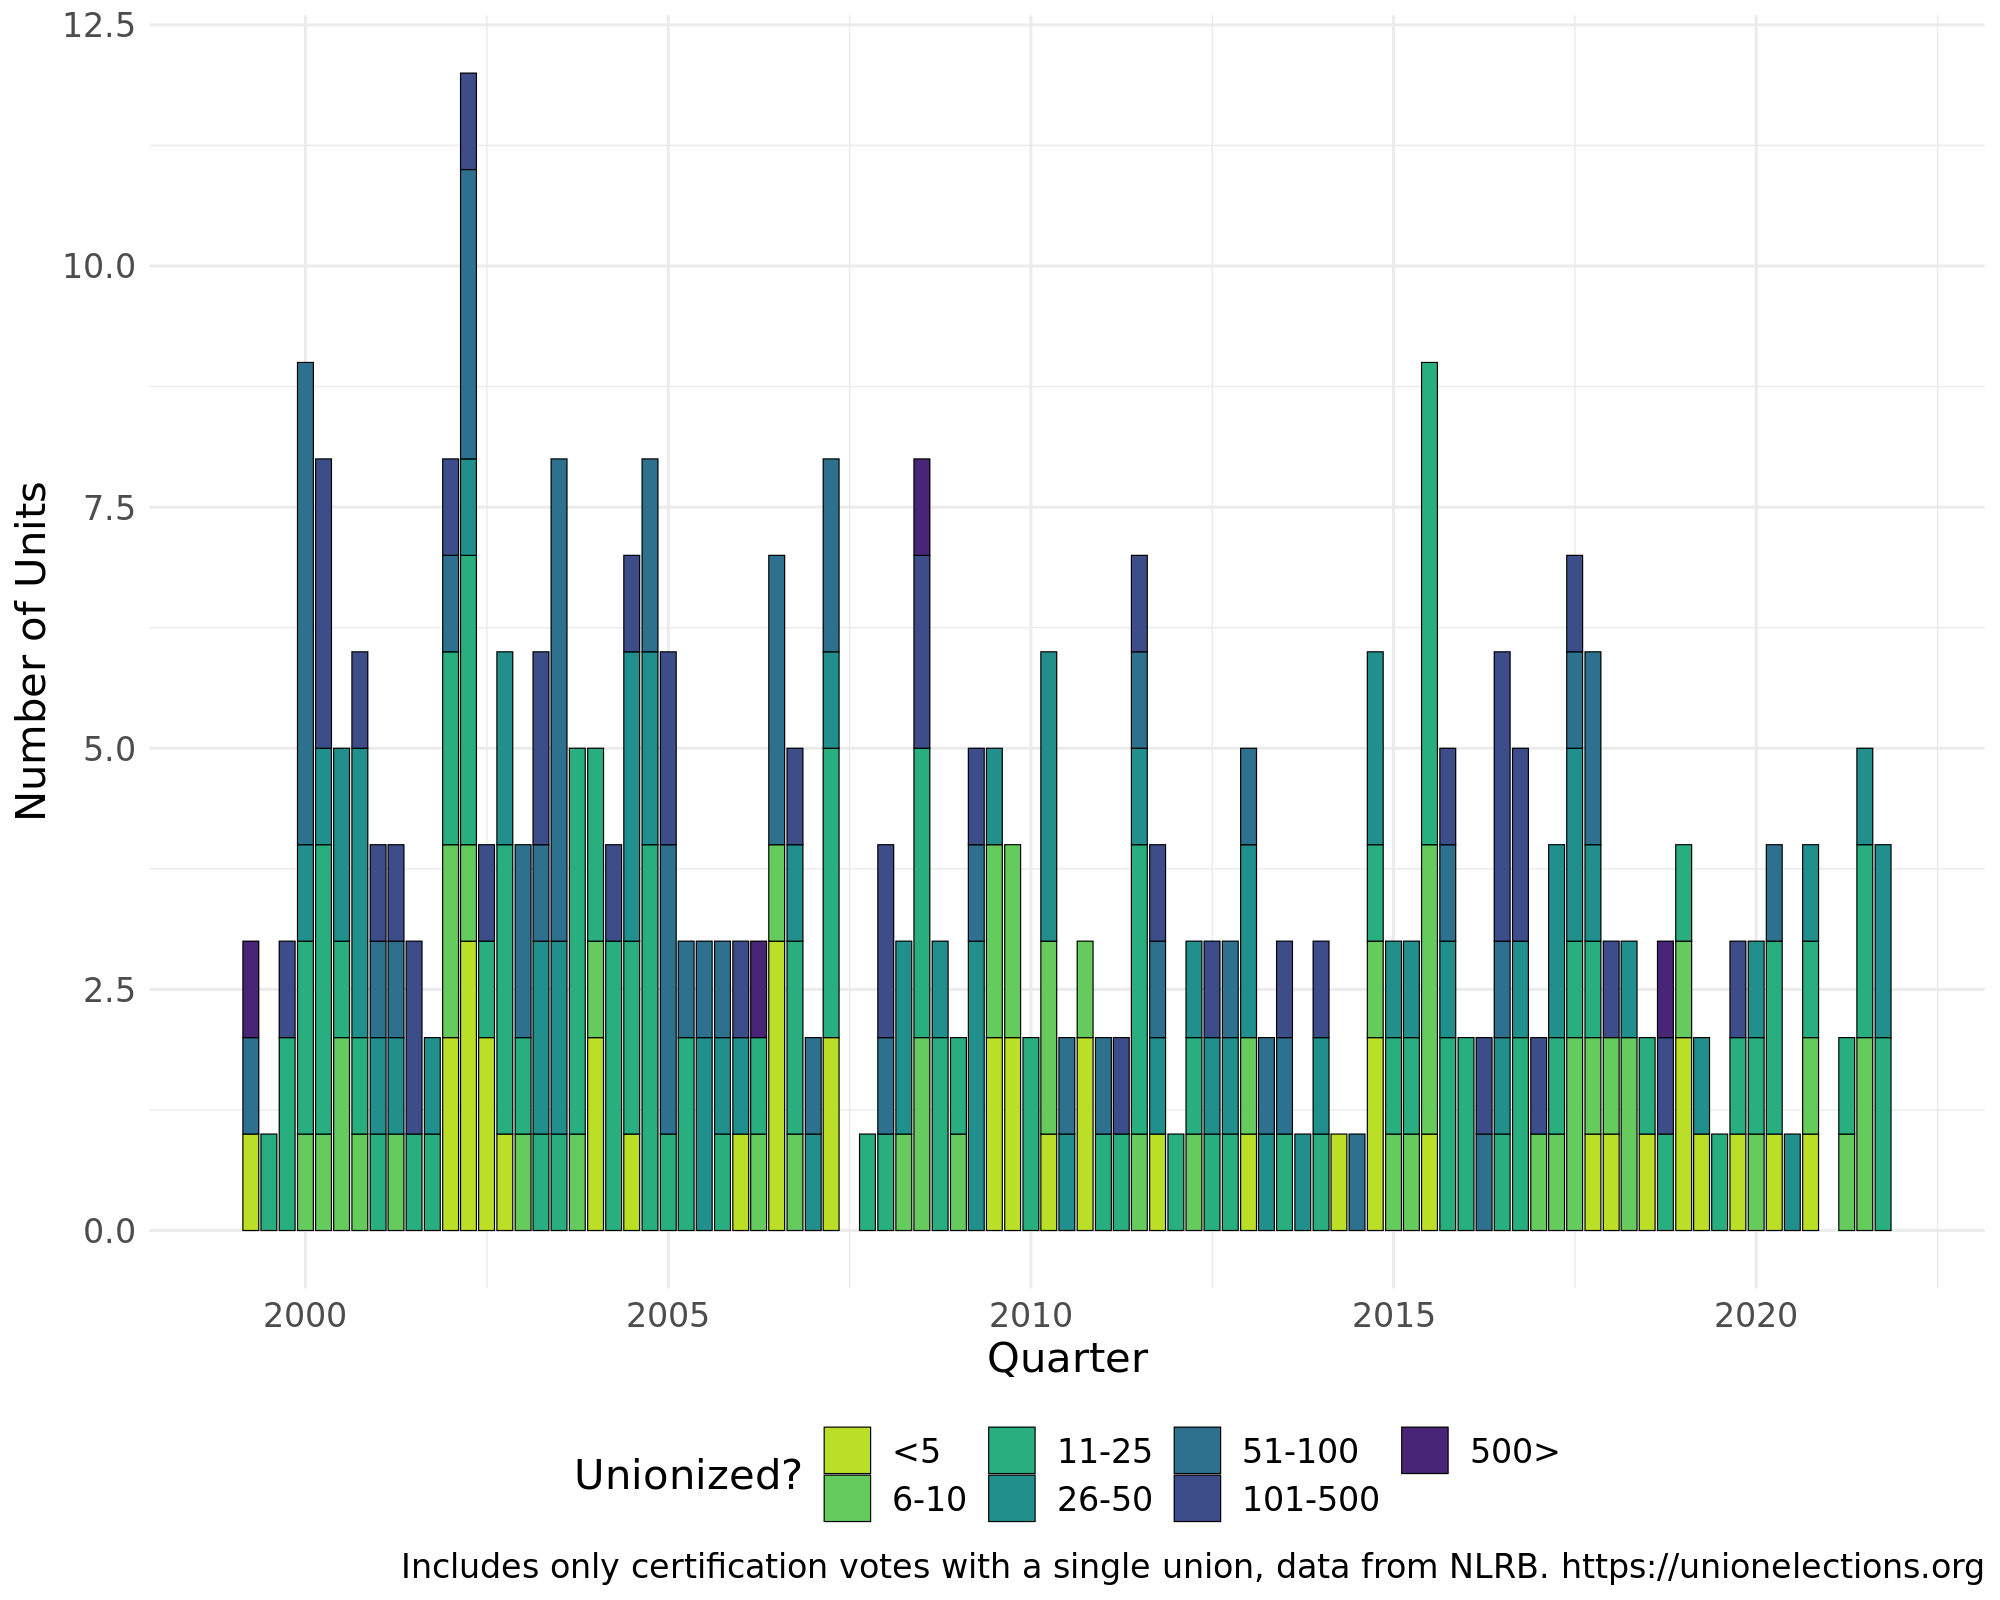 12.5
10.0
7.5
5.0
2.5
0.0
Number of Units
2000 2005 2010 2015 2020
Quarter
Unionized?
<5 11-25 51-100 500>
6-10 26-50 101-500
Includes only certification votes with a single union, data from NLRB. https://unionelections.org